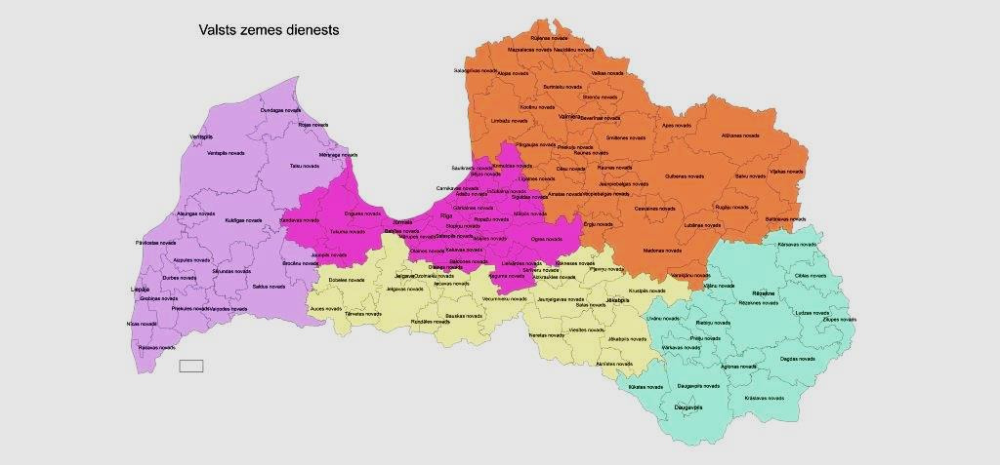 Valsts zemes dienests
Rūjienas novads
Mazsalacas novads
Naukšēnu novads
Salacgrīvas novads
Alojas novads
Valkas novads
Burtnieku novads
Strenču novads
Kocēnu novads
Limbažu novads
Valmiera
Beverīnas novads
Apes novads
Alūksnes novads
Smiltenes novads
Pārgaujas novads
Priekuļu novads
Raunas novads
Cēsu novads
Raunas novads
Jaunpiebalgas novads
Gulbenes novads
Balvu novads
Viļakas novads
Amatas novads
Vecpiebalgas novads
Cesvaines novads
Rugāju novads
Baltinavas novads
Ērgļu novads
Lubānas novads
Madonas novads
Varakļānu novads
Dundagas novads
Rojas novads
Ventspils
Ventspils novads
Mērsraga novads
Talsu novads
Alsungas novads
Kuldīgas novads
Pāvilostas novads
Aizputes novads
Skrundas novads
Brocēnu novads
Durbes novads
Saldus novads
Liepāja
Grobiņas novads
Priekules novads
Vaiņodes novads
Nīcas novads
Rucavas novads
Kandavas novads
Engures novads
Tukuma novads
Jaunpils novads
Jūrmala
Saulkrastu novads
Krimuldas novads
Sējas novads
Līgatnes novads
Carnikavas novads
Ādažu novads
Inčukalna novads
Siguldas novads
Garkalnes novads
Mālpils novads
Rīga
Ropažu novads
Stopiņu novads
Babītes novads
Mārupes novads
Salaspils novads
Ikšķiles novads
Ogres novads
Olaines novads
Ķekavas novads
Baldones novads
Lielvārdes novads
Ķeguma novads
Skrīveru novads
Kokneses novads
Aizkraukles novads
Pļaviņu novads
Dobeles novads
Jelgava
Ozolnieku novads
Jelgavas novads
Iecavas novads
Auces novads
Tērvetes novads
Rundāles novads
Bauskas novads
Vecumnieku novads
Jaunjelgavas novads
Salas novads
Jēkabpils
Krustpils novads
Neretas novads
Viesītes novads
Jēkabpils novads
Aknīstes novads
Kārsavas novads
Viļānu novads
Ciblas novads
Rēzekne
Rēzeknes novads
Līvānu novads
Riebiņu novads
Ludzas novads
Zilupes novads
Preiļu novads
Vārkavas novads
Aglonas novads
Dagdas novads
Ilūkstes novads
Daugavpils novads
Krāslavas novads
Daugavpils